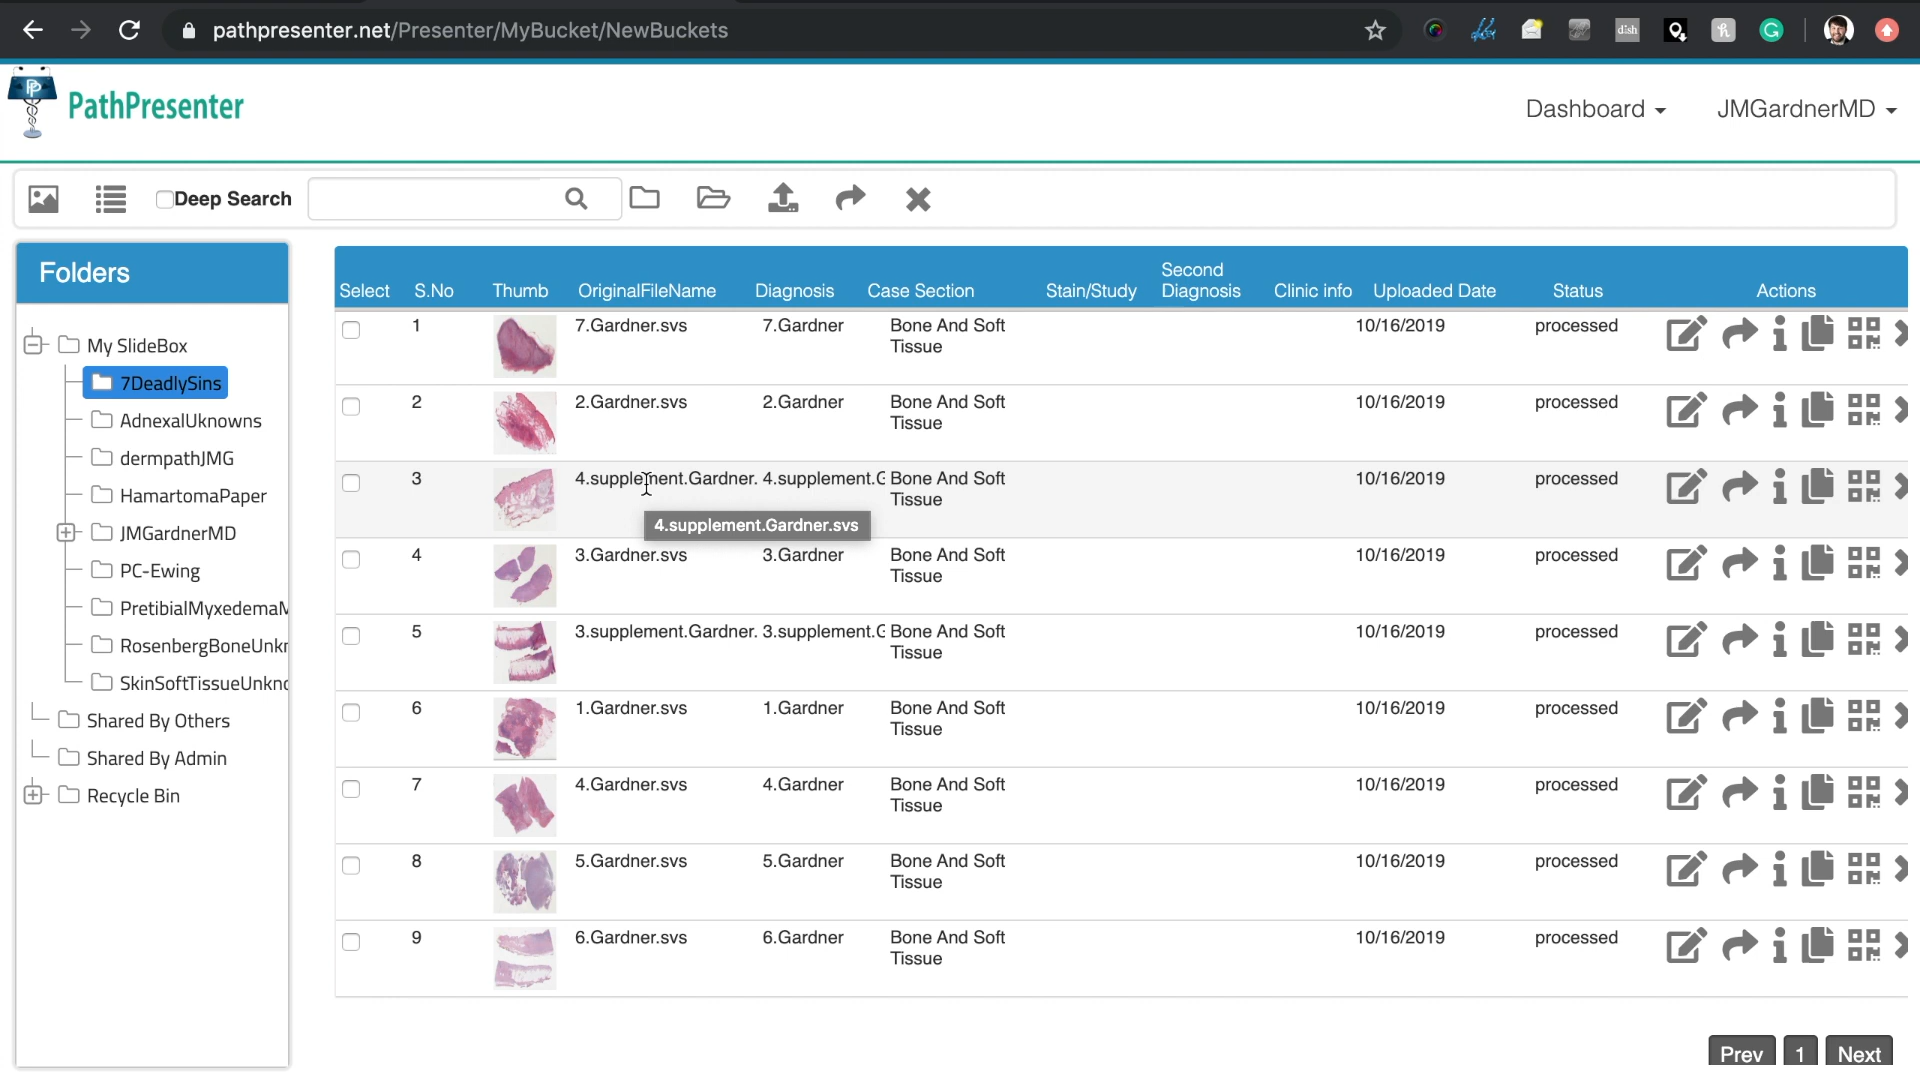 pathpresenter.net/Presenter/MyBucket/NewBuckets
dish
PP
PathPresenter
Dashboard
JMGardnerMD
Deep Search
Folders
My SlideBox
7DeadlySins
AdnexalUknowns
dermpathJMG
HamartomaPaper
JMGardnerMD
PC-Ewing
PretibialMyxedemaM
RosenbergBoneUnkn
SkinSoftTissueUnkno
Shared By Others
Shared By Admin
Recycle Bin
Select S.No Thumb OriginalFileName Diagnosis Case Section Stain/Study Second Diagnosis Clinic info Uploaded Date Status Actions
1 7.Gardner.svs 7.Gardner Bone And Soft 10/16/2019 processed
Tissue
2 2.Gardner.svs 2.Gardner Bone And Soft 10/16/2019 processed
Tissue
3 4.supplement.Gardner. 4.supplement.G Bone And Soft 10/16/2019 processed
Tissue
4.supplement.Gardner.svs
4 3.Gardner.svs 3.Gardner Bone And Soft 10/16/2019 processed
Tissue
5 3.supplement.Gardner. 3.supplement.G Bone And Soft 10/16/2019 processed
Tissue
6 1.Gardner.svs 1.Gardner Bone And Soft 10/16/2019 processed
Tissue
7 4.Gardner.svs 4.Gardner Bone And Soft 10/16/2019 processed
Tissue
8 5.Gardner.svs 5.Gardner Bone And Soft 10/16/2019 processed
Tissue
9 6.Gardner.svs 6.Gardner Bone And Soft 10/16/2019 processed
Tissue
Prev 1 Next